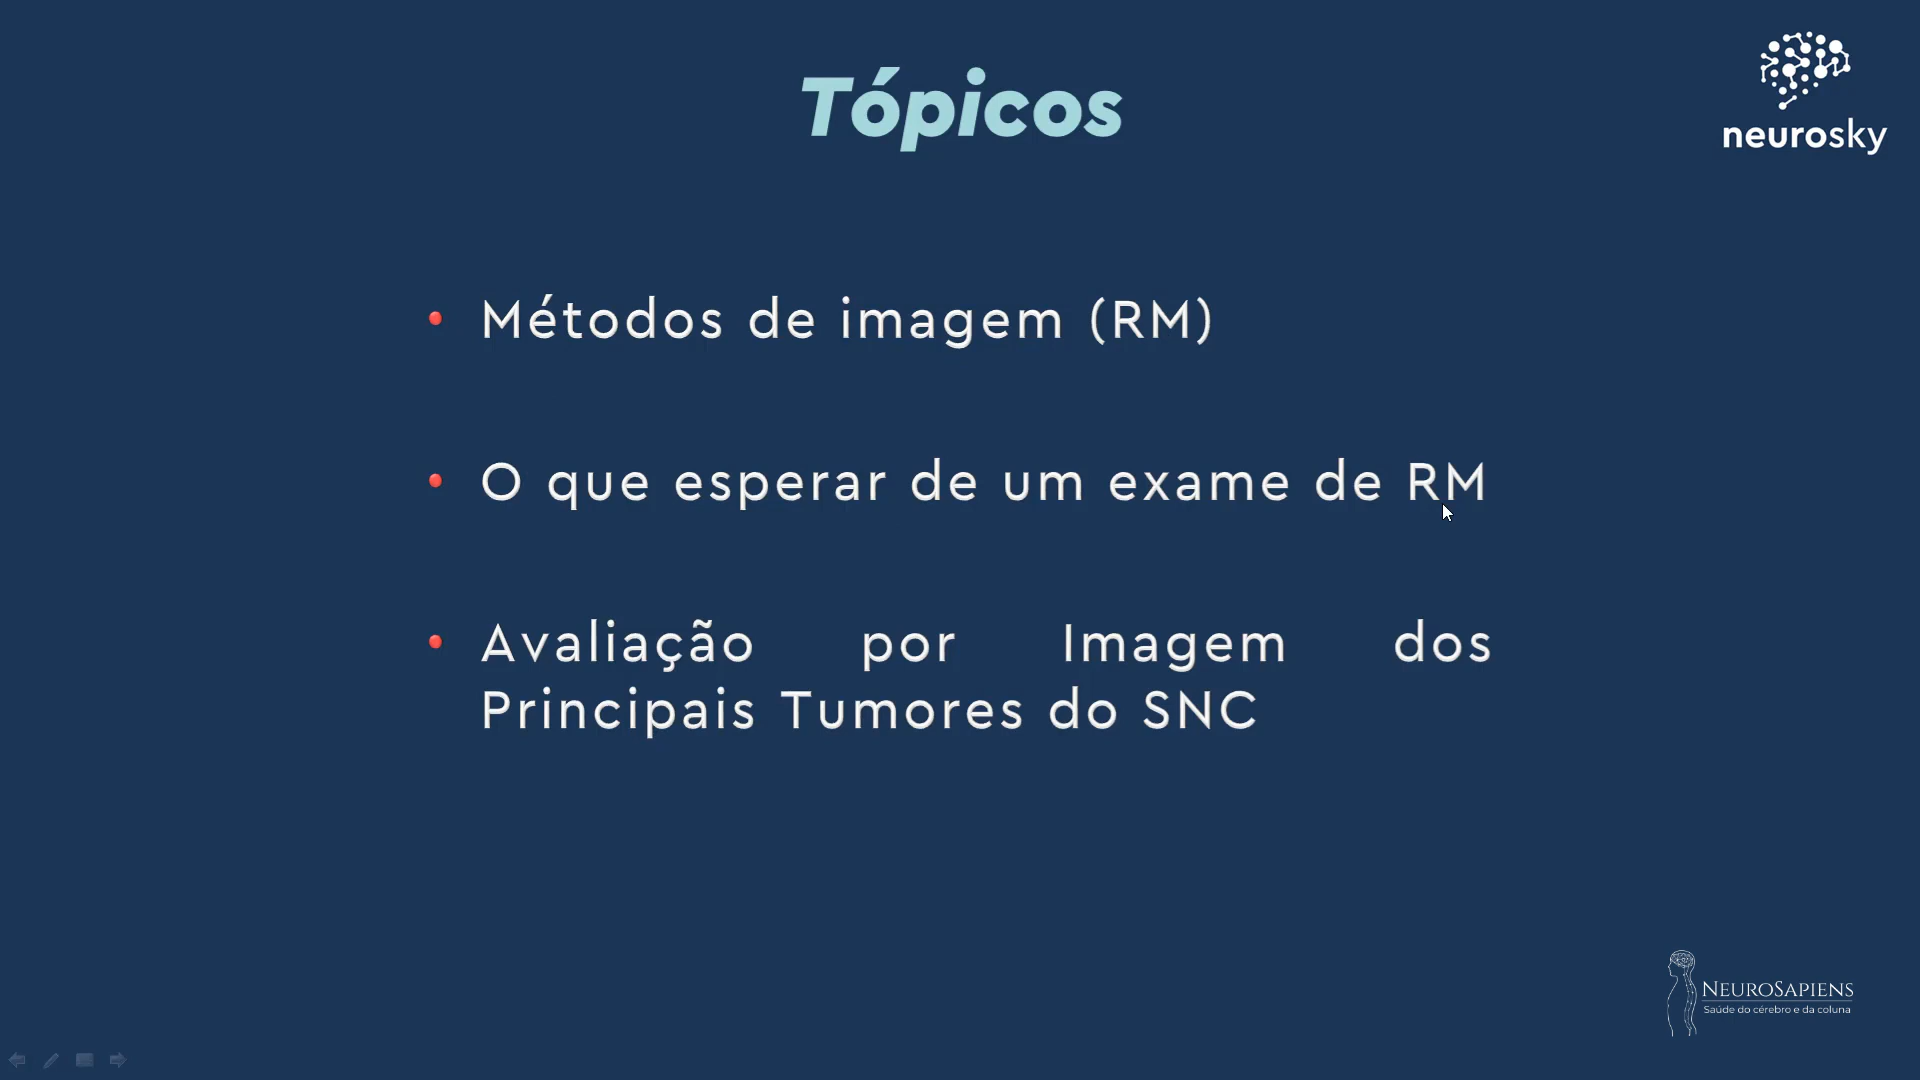 Tópicos
neurosky
• Métodos de imagem (RM)
• O que esperar de um exame de RM
• Avaliação por Imagem dos
Principais Tumores do SNC
NEUROSAPIENS
Saúde do cérebro e da coluna